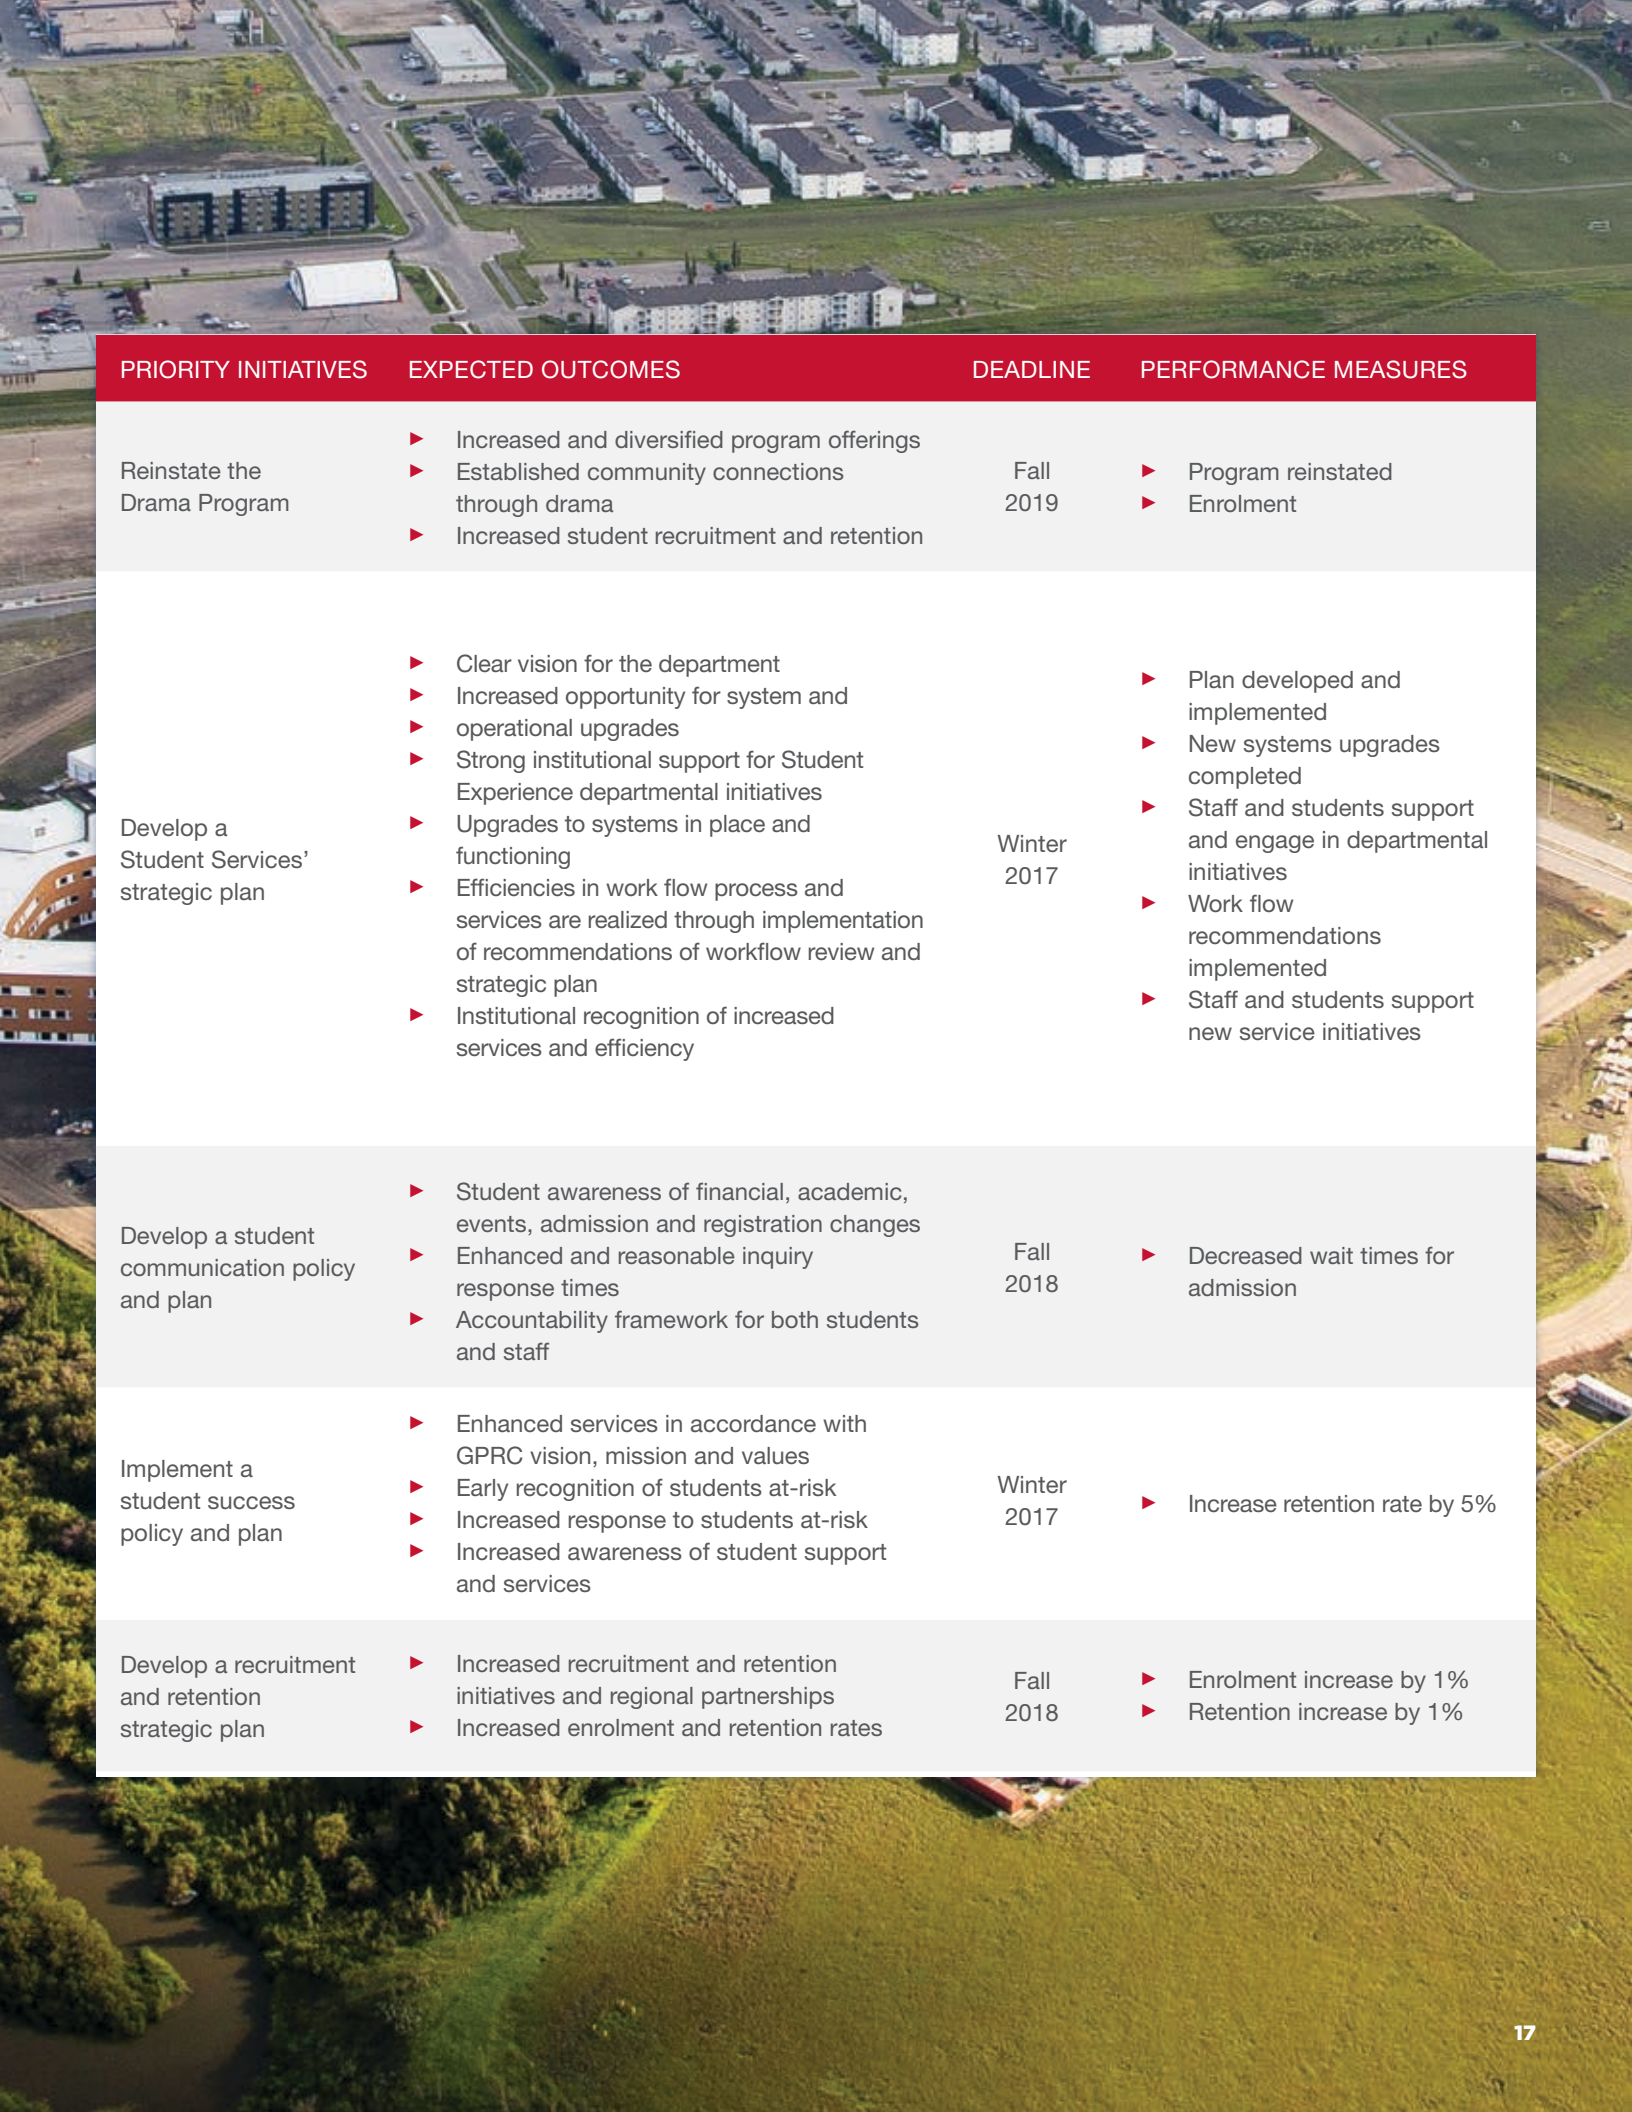 PRIORITY INITIATIVES EXPECTED OUTCOMES DEADLINE PERFORMANCE MEASURES
Reinstate the
Drama Program
► Increased and diversified program offerings
► Established community connections
through drama
► Increased student recruitment and retention
Fall
2019
► Program reinstated
► Enrolment
Develop a
Student Services’
strategic plan
► Clear vision for the department
► Increased opportunity for system and
► operational upgrades
► Strong institutional support for Student
Experience departmental initiatives
► Upgrades to systems in place and
functioning
► Efficiencies in work flow process and
services are realized through implementation
of recommendations of workflow review and
strategic plan
► Institutional recognition of increased
services and efficiency
Winter
2017
► Plan developed and
implemented
► New systems upgrades
completed
► Staff and students support
and engage in departmental
initiatives
► Work flow
recommendations
implemented
► Staff and students support
new service initiatives
Develop a student
communication policy
and plan
► Student awareness of financial, academic,
events, admission and registration changes
► Enhanced and reasonable inquiry
response times
► Accountability framework for both students
and staff
Fall
2018
► Decreased wait times for
admission
Implement a
student success
policy and plan
► Enhanced services in accordance with
GPRC vision, mission and values
► Early recognition of students at-risk
► Increased response to students at-risk
► Increased awareness of student support
and services
Winter
2017
► Increase retention rate by 5%
Develop a recruitment
and retention
strategic plan
► Increased recruitment and retention
initiatives and regional partnerships
► Increased enrolment and retention rates
Fall
2018
► Enrolment increase by 1%
► Retention increase by 1%
17